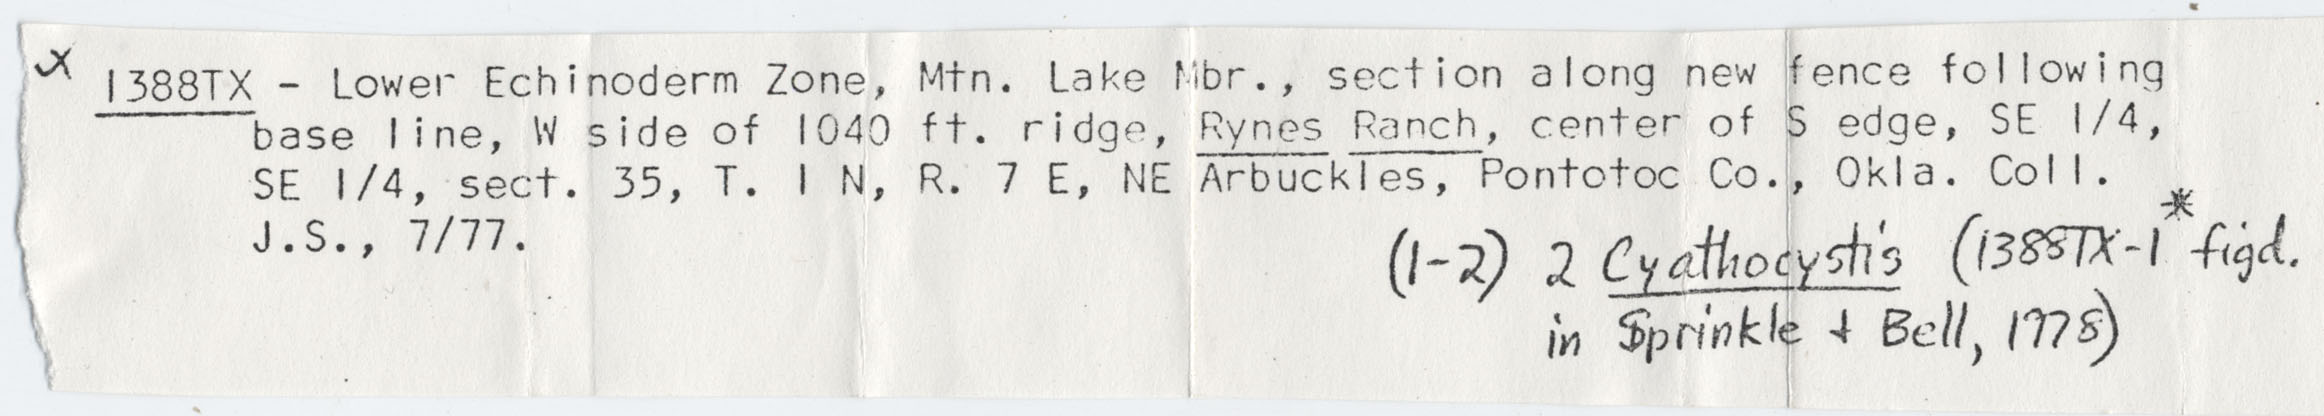 x 1388TX - Lower Echinoderm Zone, Mtn. Lake Mbr., section along new fence following
base line, W side of 1040 ft. ridge, Rynes Ranch, center of S edge, SE 1/4,
SE 1/4, sect. 35, T. 1 N, R. 7 E, NE Arbuckles, Pontotoc Co., Okla. Coll.
J.S., 7/77.
(1-2) 2 Cyathocystis (1388TX-1* figd.
in Sprinkle + Bell, 1978)